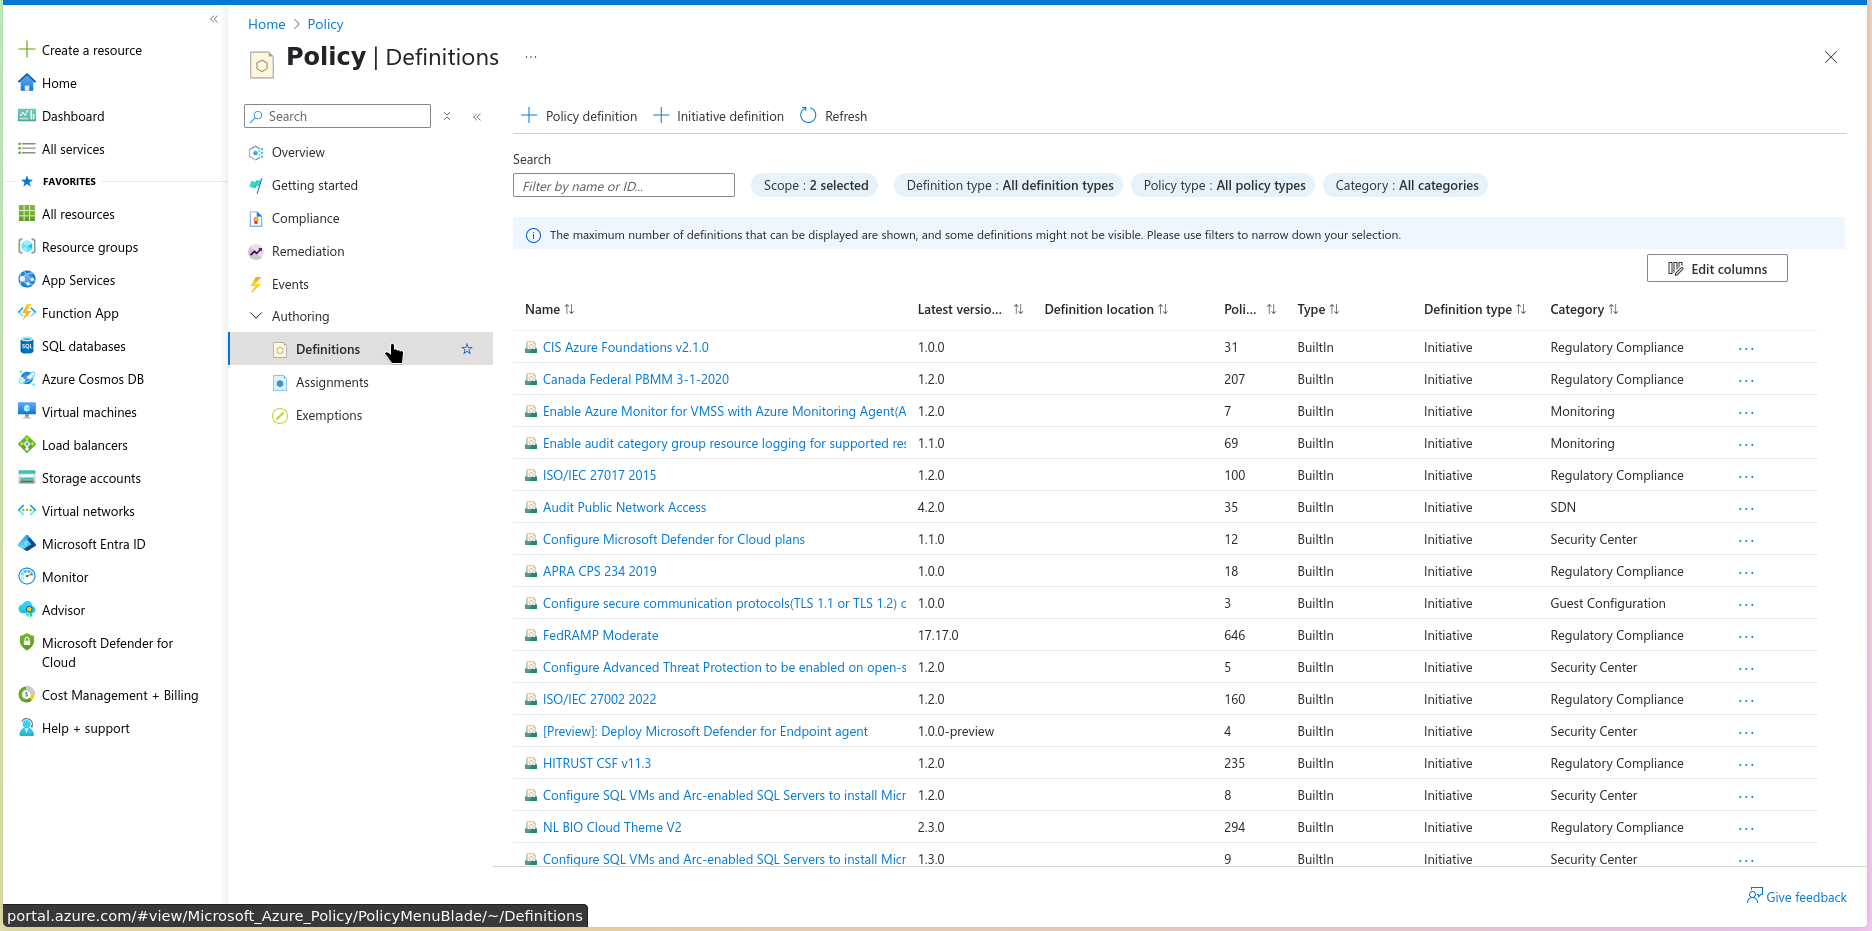 Create a resource
Home
Dashboard
All services
FAVORITES
All resources
Resource groups
App Services
Function App
SQL databases
Azure Cosmos DB
Virtual machines
Load balancers
Storage accounts
Virtual networks
Microsoft Entra ID
Monitor
Advisor
Microsoft Defender for
Cloud
Cost Management + Billing
Help + support
Home > Policy
Policy | Definitions ...
Search
Overview
Getting started
Compliance
Remediation
Events
Authoring
Definitions
Assignments
Exemptions
Policy definition Initiative definition Refresh
Search
Filter by name or ID... Scope : 2 selected Definition type : All definition types Policy type : All policy types Category : All categories
The maximum number of definitions that can be displayed are shown, and some definitions might not be visible. Please use filters to narrow down your selection.
Edit columns
Name Latest versio... Definition location Poli... Type Definition type Category
CIS Azure Foundations v2.1.0 1.0.0 31 BuiltIn Initiative Regulatory Compliance ...
Canada Federal PBMM 3-1-2020 1.2.0 207 BuiltIn Initiative Regulatory Compliance ...
Enable Azure Monitor for VMSS with Azure Monitoring Agent(A 1.2.0 7 BuiltIn Initiative Monitoring ...
Enable audit category group resource logging for supported res 1.1.0 69 BuiltIn Initiative Monitoring ...
ISO/IEC 27017 2015 1.2.0 100 BuiltIn Initiative Regulatory Compliance ...
Audit Public Network Access 4.2.0 35 BuiltIn Initiative SDN ...
Configure Microsoft Defender for Cloud plans 1.1.0 12 BuiltIn Initiative Security Center ...
APRA CPS 234 2019 1.0.0 18 BuiltIn Initiative Regulatory Compliance ...
Configure secure communication protocols(TLS 1.1 or TLS 1.2) c 1.0.0 3 BuiltIn Initiative Guest Configuration ...
FedRAMP Moderate 17.17.0 646 BuiltIn Initiative Regulatory Compliance ...
Configure Advanced Threat Protection to be enabled on open-s 1.2.0 5 BuiltIn Initiative Security Center ...
ISO/IEC 27002 2022 1.2.0 160 BuiltIn Initiative Regulatory Compliance ...
[Preview]: Deploy Microsoft Defender for Endpoint agent 1.0.0-preview 4 BuiltIn Initiative Security Center ...
HITRUST CSF v11.3 1.2.0 235 BuiltIn Initiative Regulatory Compliance ...
Configure SQL VMs and Arc-enabled SQL Servers to install Micr 1.2.0 8 BuiltIn Initiative Security Center ...
NL BIO Cloud Theme V2 2.3.0 294 BuiltIn Initiative Regulatory Compliance ...
Configure SQL VMs and Arc-enabled SQL Servers to install Micr 1.3.0 9 BuiltIn Initiative Security Center ...
Give feedback
portal.azure.com/#view/Microsoft_Azure_Policy/PolicyMenuBlade/~/Definitions